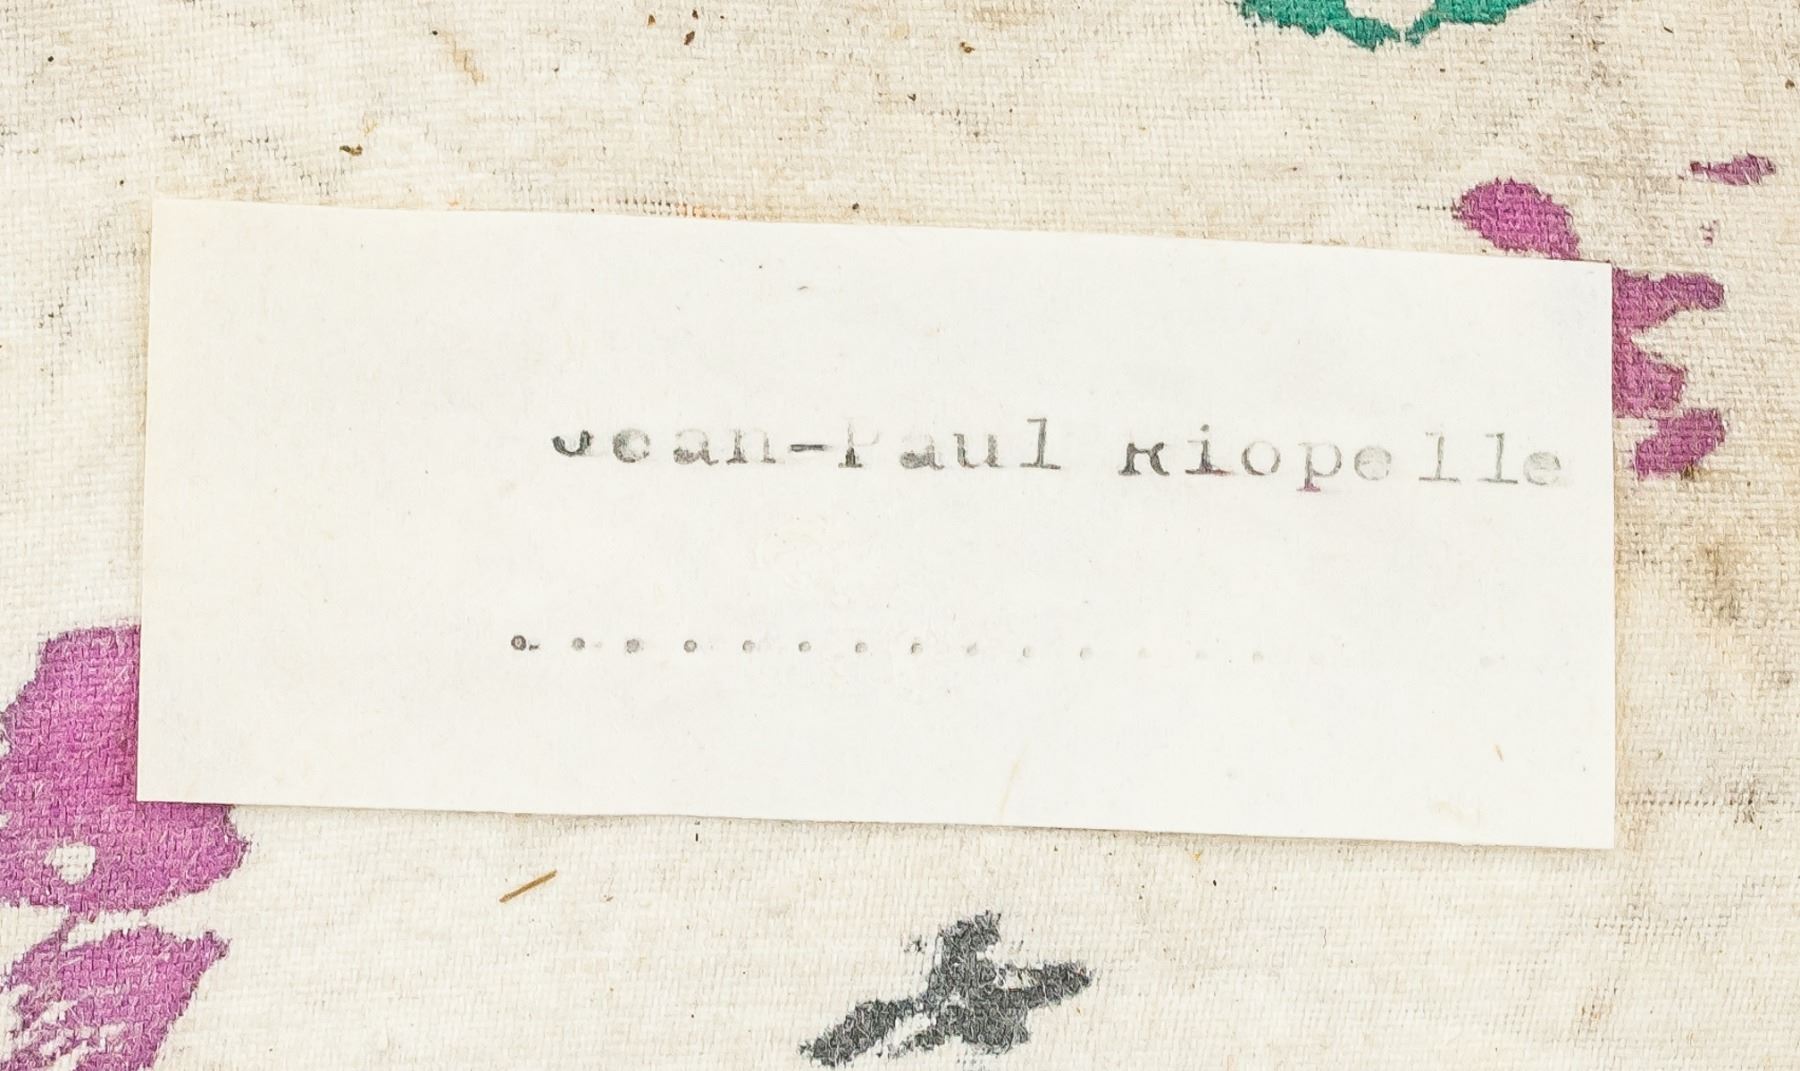 Jean-Paul Riopelle
. . . . . . . . . . . . . . . .